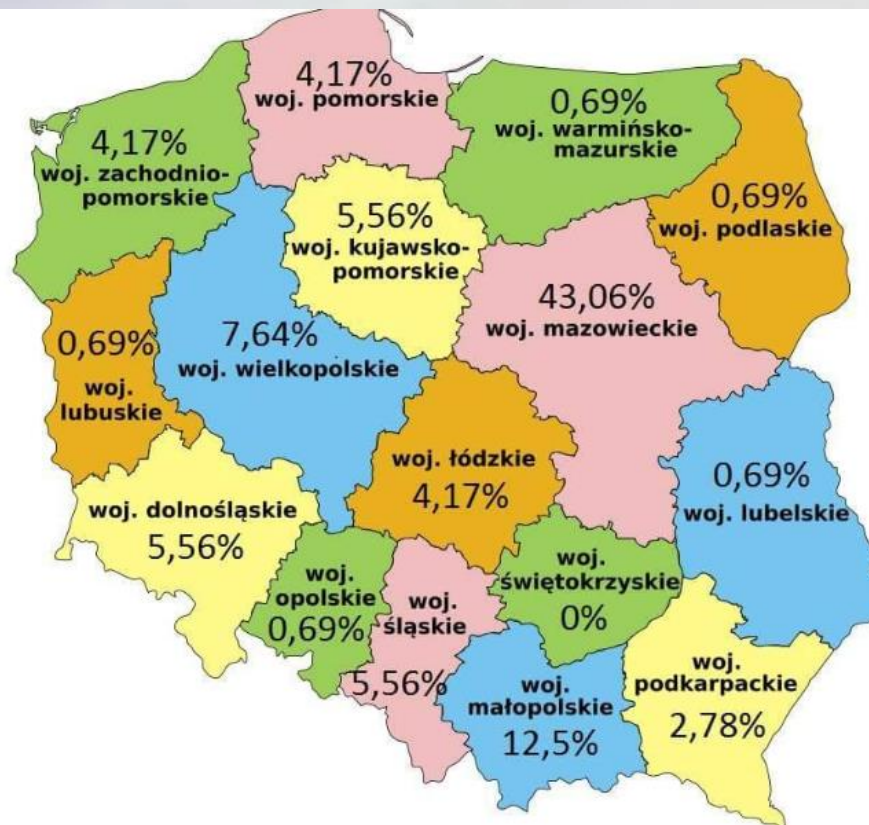 4,17%
woj. pomorskie
0,69%
woj. warmińsko-
mazurskie
4,17%
woj. zachodnio-
pomorskie
0,69%
woj. podlaskie
5,56%
woj. kujawsko-
pomorskie
43,06%
woj. mazowieckie
0,69%
woj.
lubuskie
7,64%
woj. wielkopolskie
woj. łódzkie
4,17%
0,69%
woj. lubelskie
woj. dolnośląskie
5,56%
woj.
opolskie
0,69%
woj.
śląskie
5,56%
woj.
świętokrzyskie
0%
woj.
małopolskie
12,5%
woj.
podkarpackie
2,78%